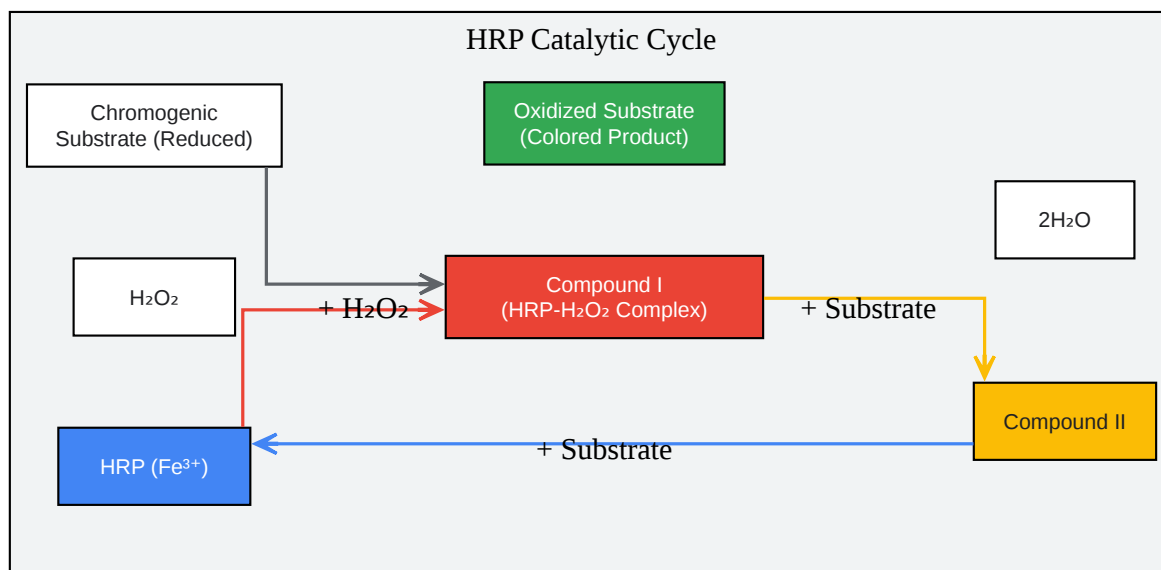 HRP Catalytic Cycle
Chromogenic
Substrate (Reduced)
Oxidized Substrate
(Colored Product)
2H₂O
H₂O₂
Compound I
(HRP-H₂O₂ Complex)
+ H₂O₂
+ Substrate
Compound II
+ Substrate
HRP (Fe³⁺)